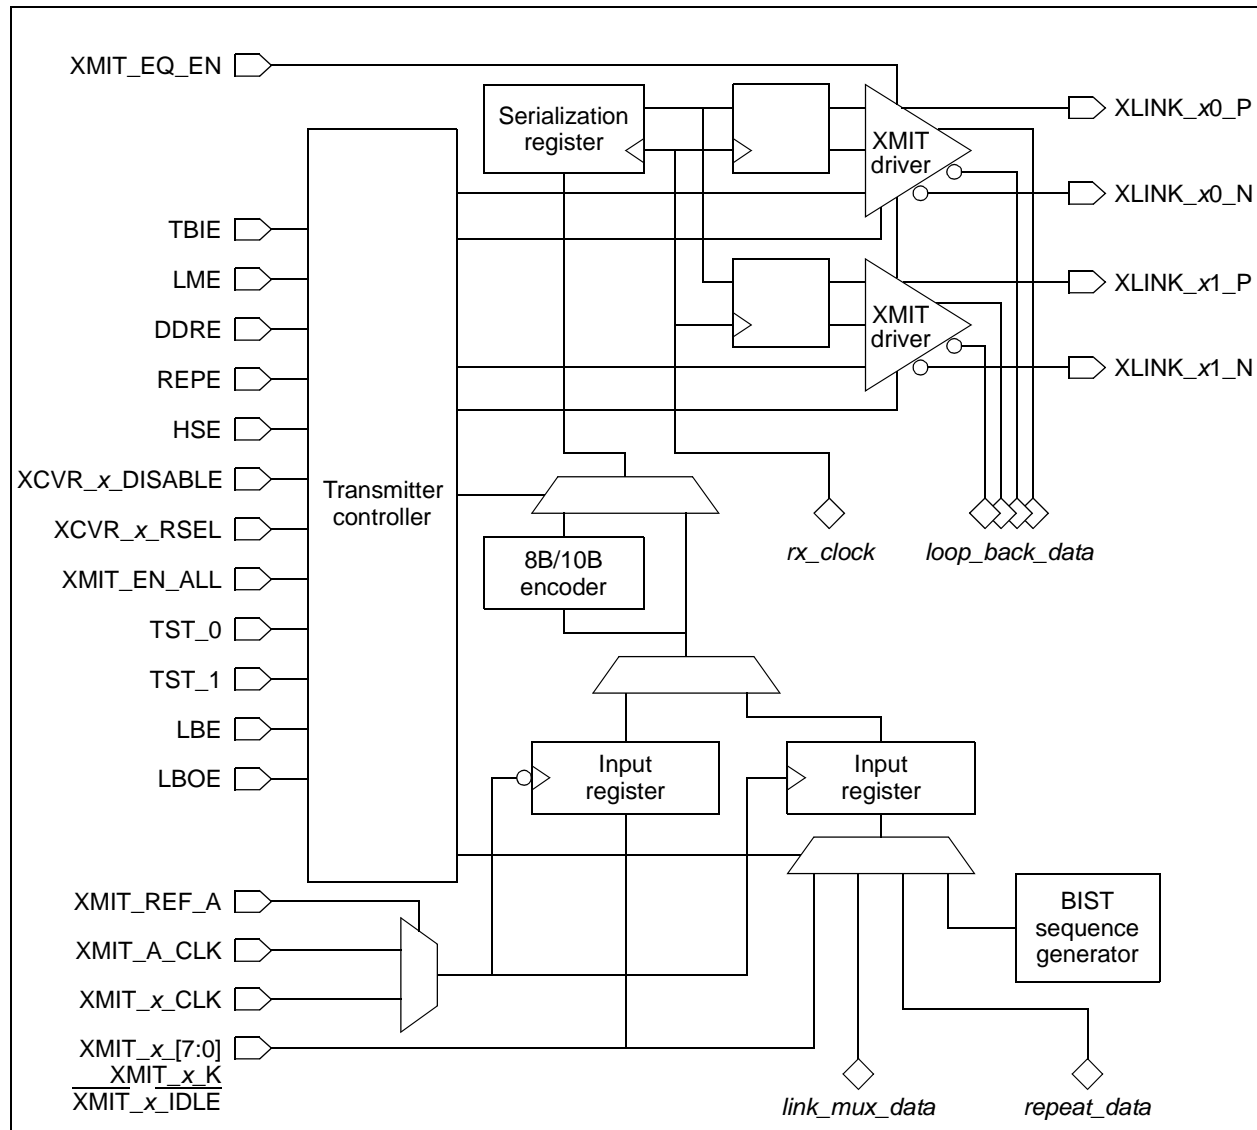 XMIT_EQ_EN
Serialization
register
XMIT
driver
XLINK_x0_P
XLINK_x0_N
XMIT
driver
XLINK_x1_P
XLINK_x1_N
TBIE
LME
DDRE
REPE
HSE
XCVR_x_DISABLE
XCVR_x_RSEL
XMIT_EN_ALL
TST_0
TST_1
LBE
LBOE
Transmitter
controller
8B/10B
encoder
rx_clock
loop_back_data
Input
register
Input
register
BIST
sequence
generator
XMIT_REF_A
XMIT_A_CLK
XMIT_x_CLK
XMIT_x_[7:0]
XMIT_x_K
XMIT_x_IDLE
link_mux_data
repeat_data